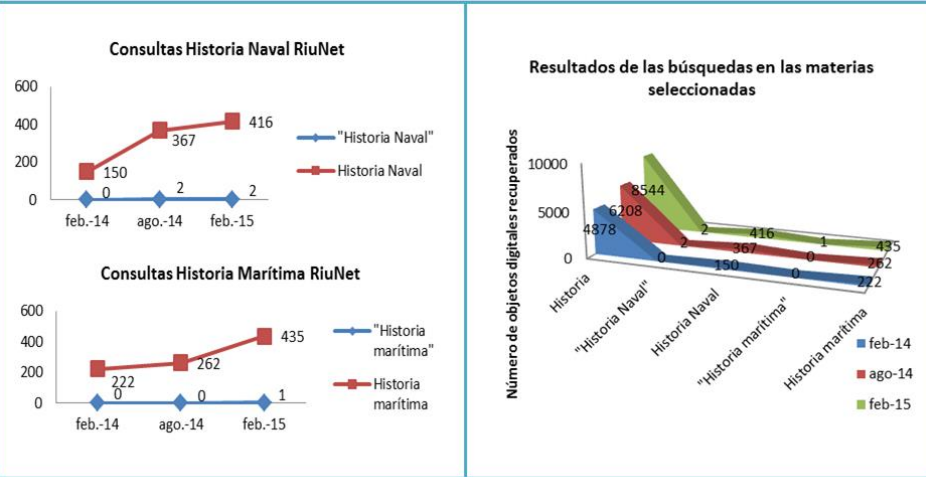 Consultas Historia Naval RiuNet
600
400
200
0
150
367
416
0
2
2
feb.-14
ago.-14
feb.-15
"Historia Naval"
Historia Naval
Consultas Historia Marítima RiuNet
600
400
200
0
222
262
435
0
0
1
feb.-14
ago.-14
feb.-15
"Historia
marítima"
Historia
marítima
Resultados de las búsquedas en las materias
seleccionadas
Número de objetos digitales recuperados
10000
5000
0
8544
2
416
1
435
6208
2
367
0
262
4878
0
150
0
222
Historia
"Historia Naval"
Historia Naval
"Historia marítima"
Historia marítima
feb-14
ago-14
feb-15